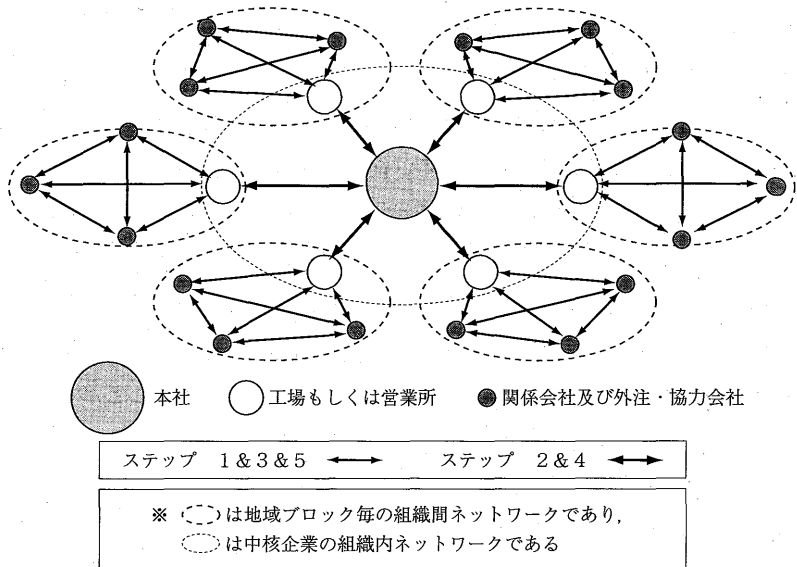 本社
工場もしくは営業所
関係会社及び外注・協力会社
ステップ 1&3&5
ステップ 2&4
※ は地域ブロック毎の組織間ネットワークであり,
は中核企業の組織内ネットワークである